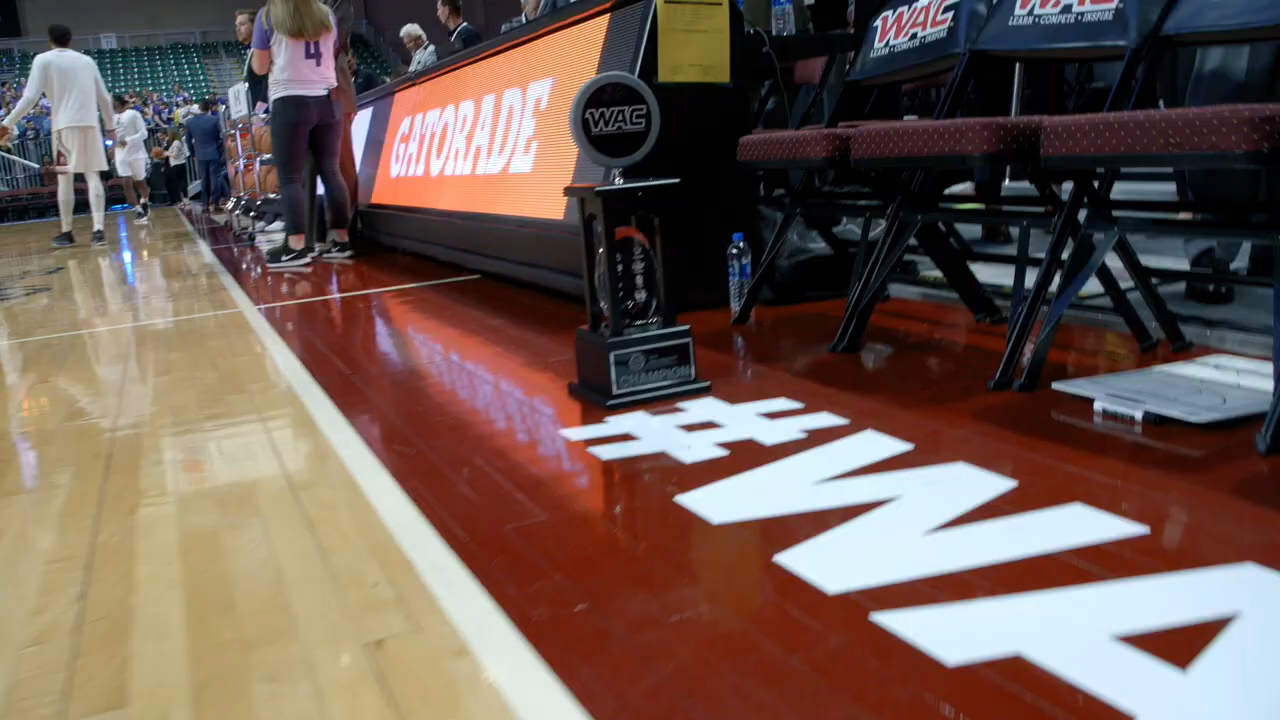 WAC
LEARN • COMPETE • INSPIRE
WAC
LEARN • COMPETE • INSPIRE
4
GATORADE
WAC
CHAMPION
#WA